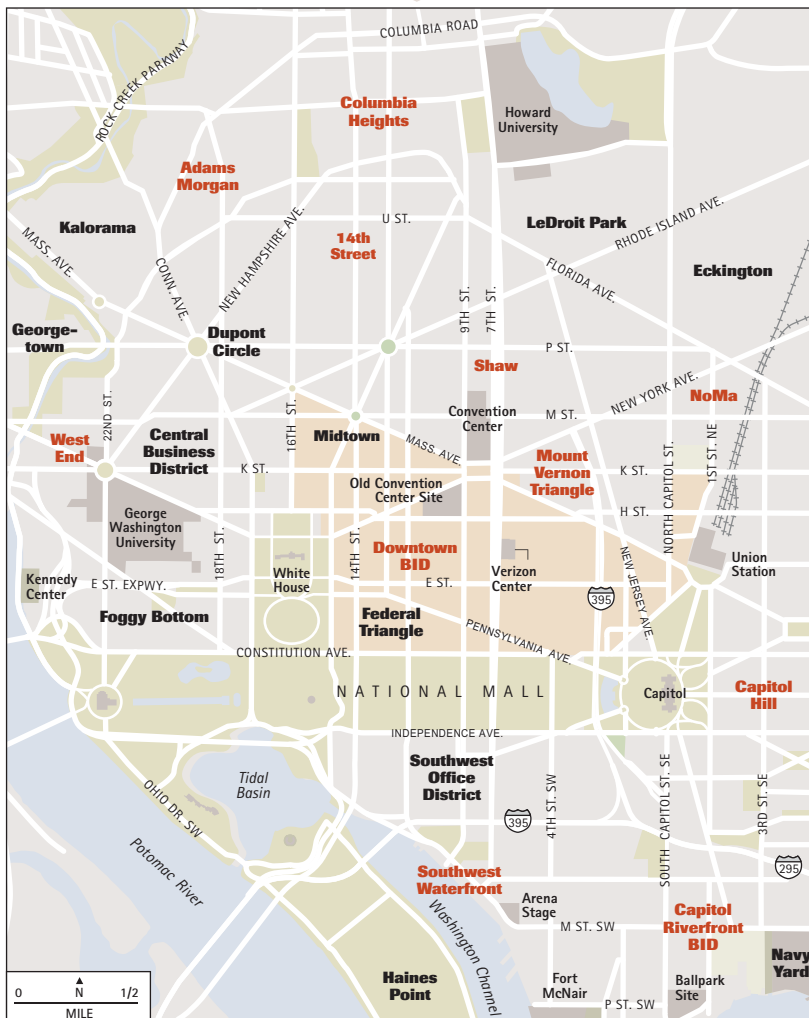 COLUMBIA ROAD
ROCK CREEK PARKWAY
Columbia
Heights
Howard
University
Adams
Morgan
Kalorama
U ST.
LeDroit Park
RHODE ISLAND AVE.
NEW HAMPSHIRE AVE.
14th
Street
MASS. AVE.
CONN. AVE.
FLORIDA AVE.
Eckington
9TH ST.
7TH ST.
George-
town
Dupont
Circle
P ST.
Shaw
NEW YORK AVE.
NoMa
22ND ST.
16TH ST.
Convention
Center
M ST.
West
End
Central
Business
District
Midtown
MASS. AVE.
Mount
Vernon
Triangle
NORTH CAPITOL ST.
1ST ST. NE
K ST.
K ST.
Old Convention
Center Site
H ST.
George
Washington
University
18TH ST.
14TH ST.
Downtown
BID
Verizon
Center
NEW JERSEY AVE.
Union
Station
Kennedy
Center
E ST. EXPWY.
White
House
E ST.
395
Foggy Bottom
Federal
Triangle
PENNSYLVANIA AVE.
CONSTITUTION AVE.
NATIONAL MALL
Capitol
Capitol
Hill
INDEPENDENCE AVE.
Southwest
Office
District
Tidal
Basin
OHIO DR. SW
4TH ST. SW
SOUTH CAPITOL ST. SE
3RD ST. SE
395
295
Potomac River
Southwest
Waterfront
Washington Channel
Arena
Stage
M ST. SW
Capitol
Riverfront
BID
Navy
Yard
Haines
Point
Fort
McNair
Ballpark
Site
P ST. SW
0 N 1/2
MILE